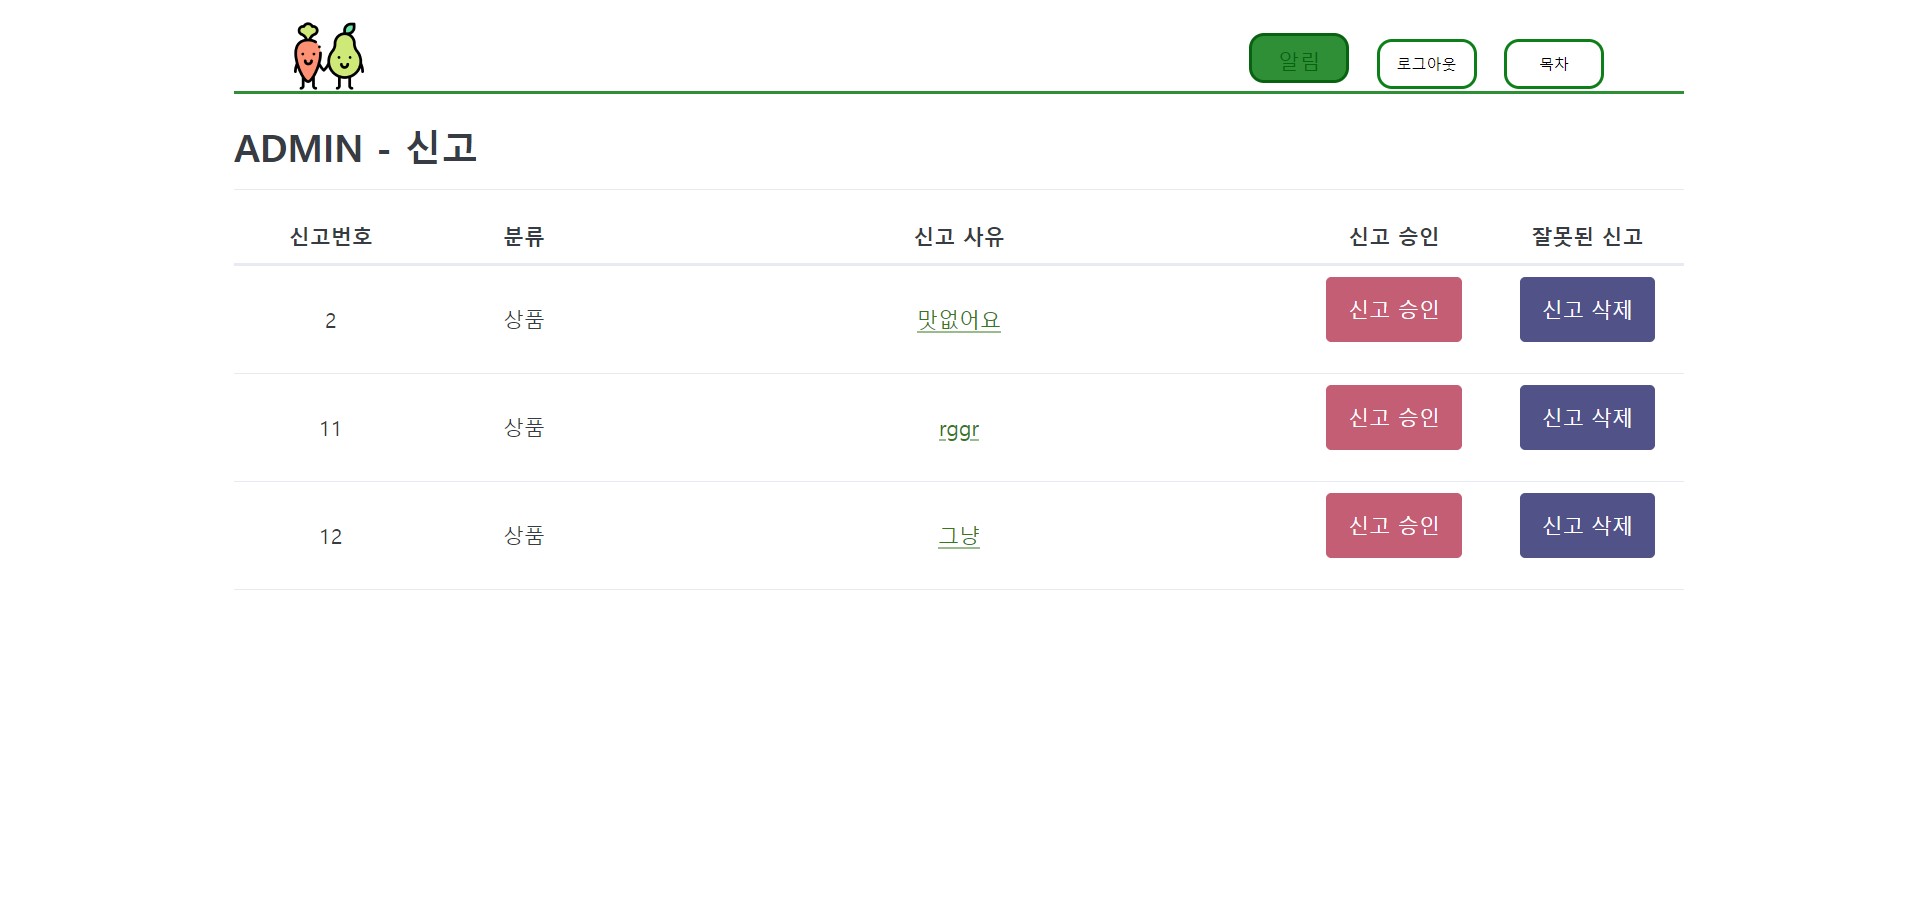 알림 로그아웃 목차
ADMIN - 신고
신고번호 분류 신고 사유 신고 승인 잘못된 신고
2 상품 맛없어요 신고 승인 신고 삭제
11 상품 rggr 신고 승인 신고 삭제
12 상품 그냥 신고 승인 신고 삭제